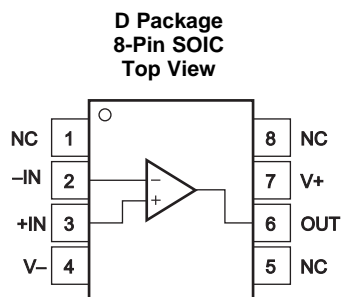 D Package
8-Pin SOIC
Top View
NC 1 8 NC
–IN 2 – 7 V+
+IN 3 + 6 OUT
V– 4 5 NC